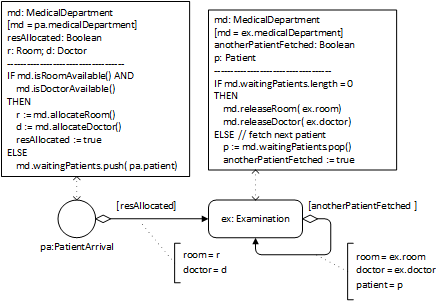 md: MedicalDepartment
[md = pa.medicalDepartment]
resAllocated: Boolean
r: Room; d: Doctor
------------------------------------
IF md.isRoomAvailable() AND
md.isDoctorAvailable()
THEN
r := md.allocateRoom()
d := md.allocateDoctor()
resAllocated := true
ELSE
md.waitingPatients.push( pa.patient)
md: MedicalDepartment
[md = ex.medicalDepartment]
anotherPatientFetched: Boolean
p: Patient
------------------------------------
IF md.waitingPatients.length = 0
THEN
md.releaseRoom( ex.room)
md.releaseDoctor( ex.doctor)
ELSE // fetch next patient
p := md.waitingPatients.pop()
anotherPatientFetched := true
[resAllocated]
[anotherPatientFetched ]
ex: Examination
pa:PatientArrival
room = r
doctor = d
room = ex.room
doctor = ex.doctor
patient = p